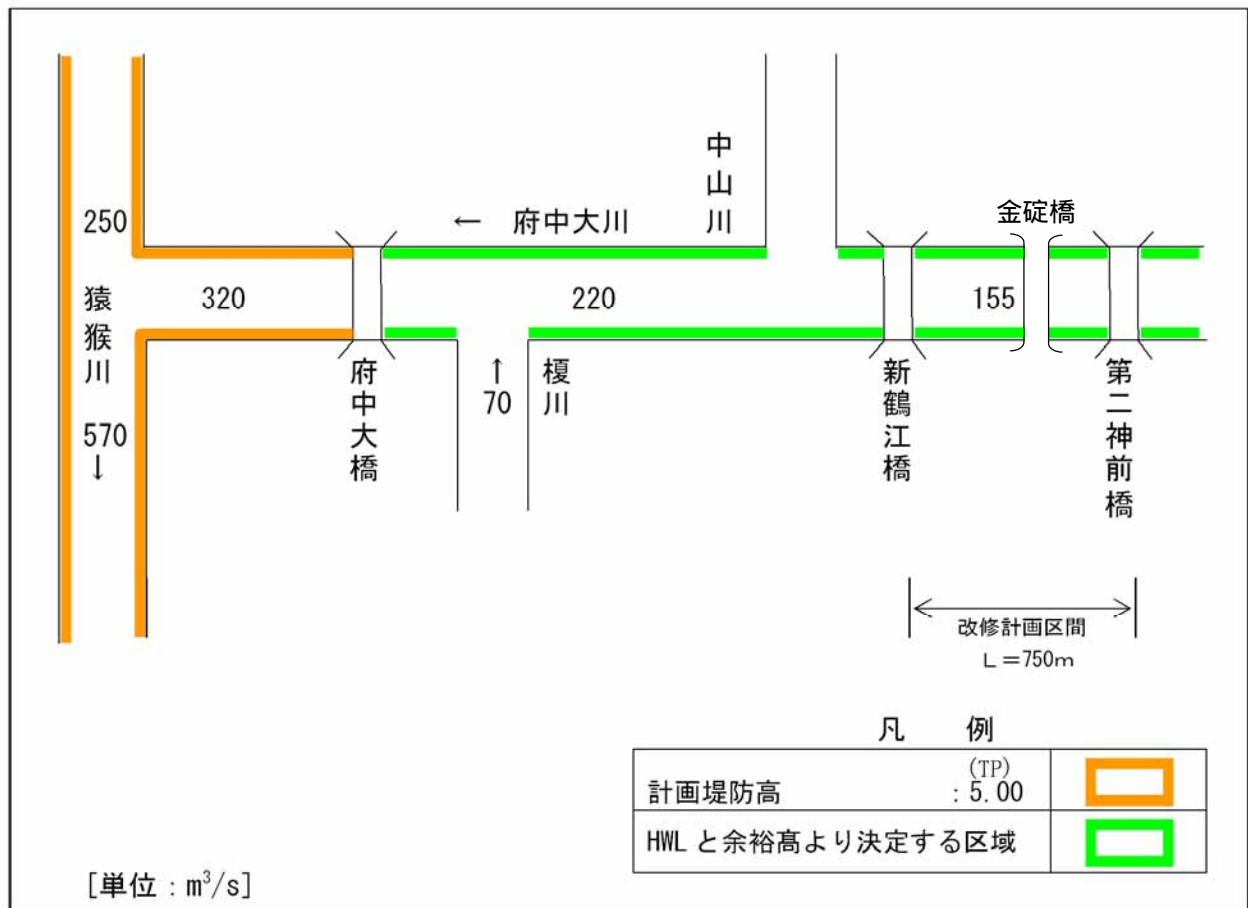 中山川
金碇橋
250
← 府中大川
猿猴川
320
220
155
570
↓
府中大橋
↑
70
榎川
新鶴江橋
第二神前橋
改修計画区間
L=750m
凡 例
計画堤防高 : 5.00 (TP)
HWLと余裕高より決定する区域
[単位:m³/s]